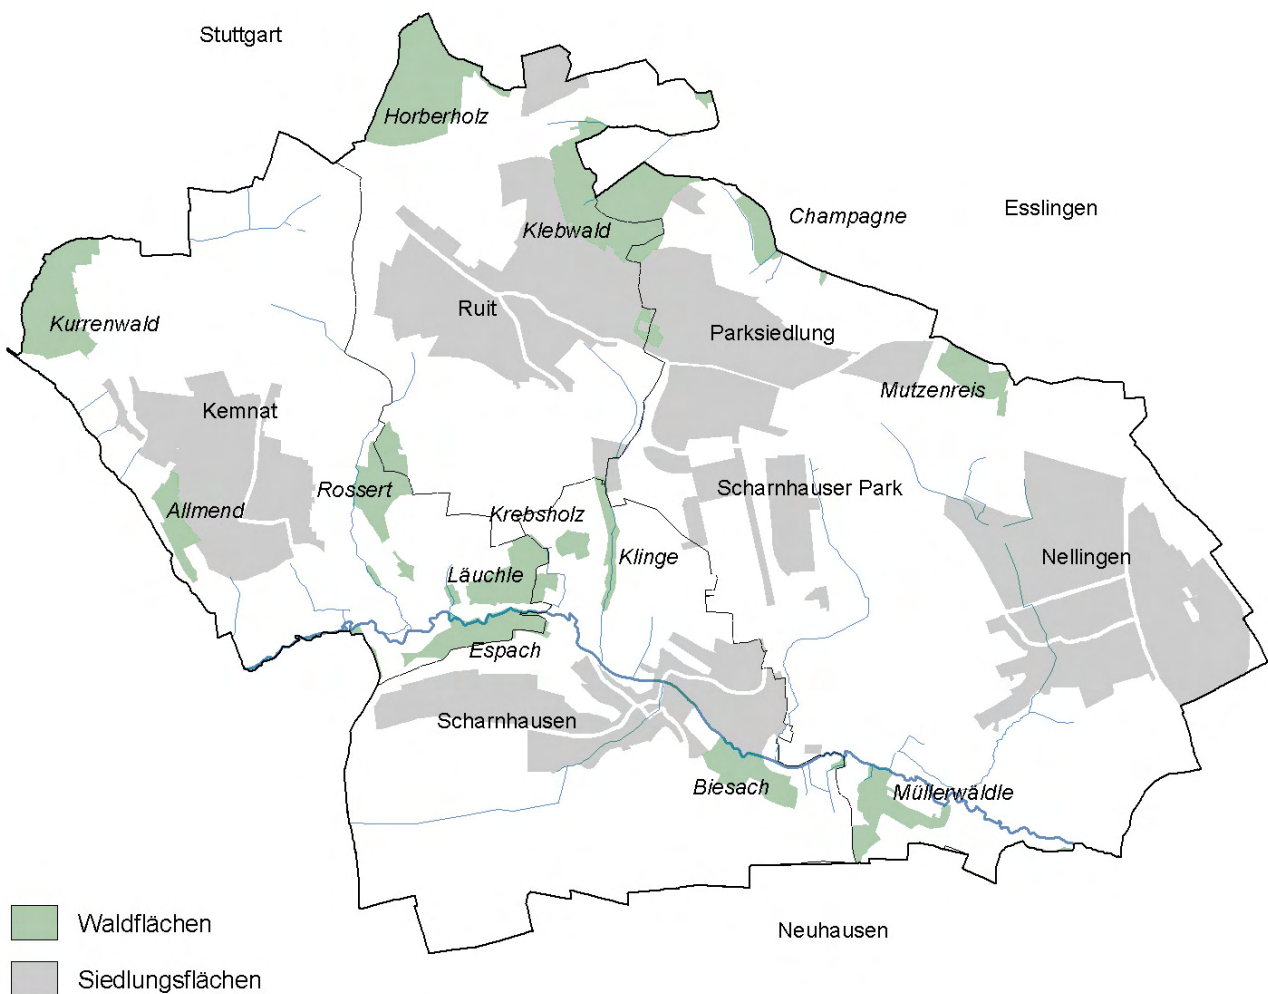 Stuttgart
Horberholz
Esslingen
Champagne
Klebwald
Ruit
Kurrenwald
Parksiedlung
Mutzenreis
Kemnat
Rossert
Scharnhauser Park
Allmend
Krebsholz
Klinge
Nellingen
Läuchle
Espach
Scharnhausen
Biesach
Müllerwäldle
Neuhausen
Waldflächen
Siedlungsflächen